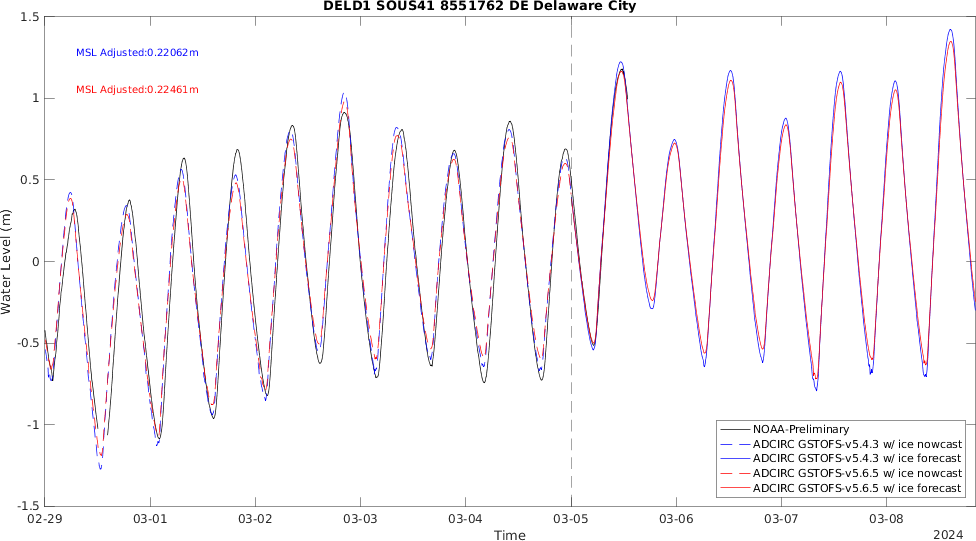 DELD1 SOUS41 8551762 DE Delaware City
MSL Adjusted:0.22062m
MSL Adjusted:0.22461m
Water Level (m)
1.5
1
0.5
0
-0.5
-1
-1.5
NOAA-Preliminary
ADCIRC GSTOFS-v5.4.3 w/ ice nowcast
ADCIRC GSTOFS-v5.4.3 w/ ice forecast
ADCIRC GSTOFS-v5.6.5 w/ ice nowcast
ADCIRC GSTOFS-v5.6.5 w/ ice forecast
02-29 03-01 03-02 03-03 03-04 03-05 03-06 03-07 03-08
Time
2024